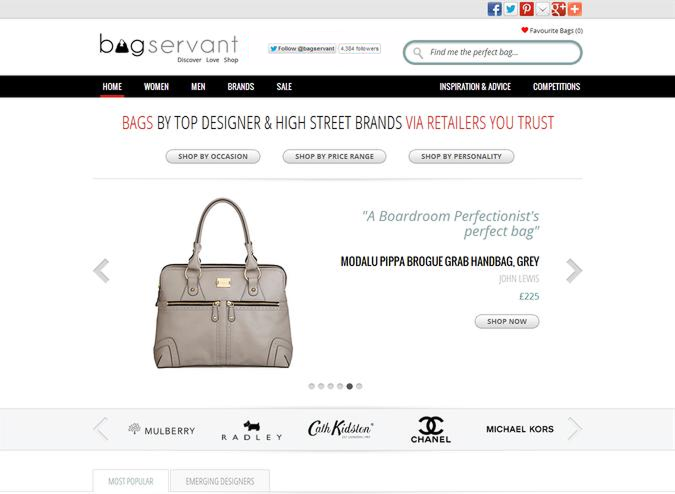 Favourite Bags (0)
bagservant
Discover Love Shop
Follow @bagservant
4,384 followers
Find me the perfect bag...
HOME WOMEN MEN BRANDS SALE INSPIRATION & ADVICE COMPETITIONS
BAGS BY TOP DESIGNER & HIGH STREET BRANDS VIA RETAILERS YOU TRUST
SHOP BY OCCASION SHOP BY PRICE RANGE SHOP BY PERSONALITY
"A Boardroom Perfectionist's
perfect bag"
MODALU PIPPA BROGUE GRAB HANDBAG, GREY
JOHN LEWIS
£225
SHOP NOW
MULBERRY RADLEY Cath Kidston CHANEL MICHAEL KORS
MOST POPULAR EMERGING DESIGNERS